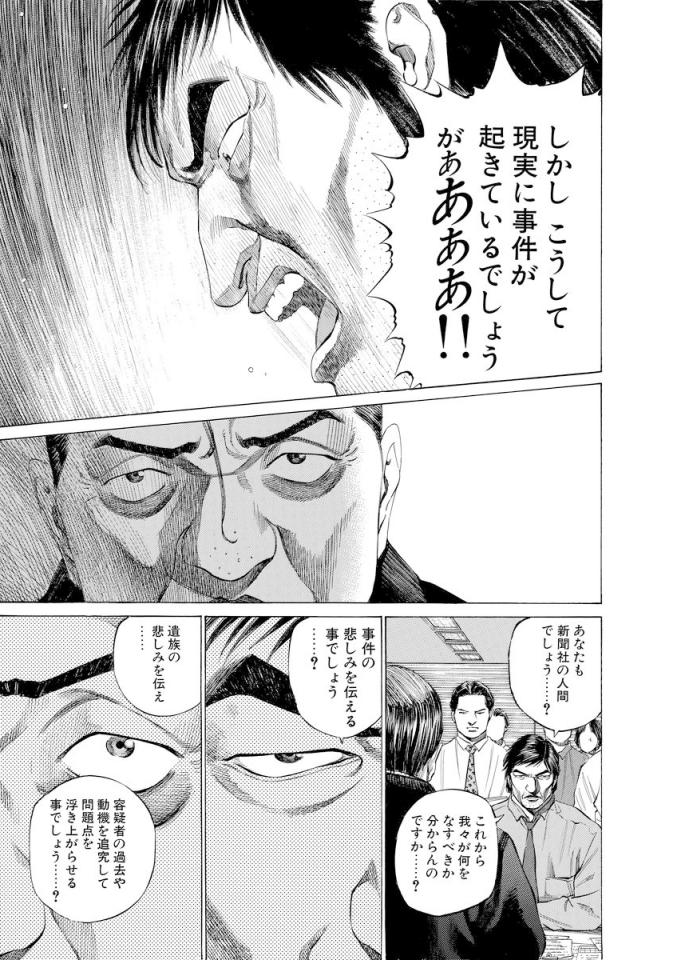 しかし こうして
現実に事件が
起きているでしょう
がぁあああ!!
あなたも
新聞社の人間
でしょう……?
これから
我々が何を
なすべきか
分からんの
ですか……?
事件の
悲しみを伝える
事でしょう
……?
遺族の
悲しみを伝え
……
容疑者の過去や
動機を追究して
問題点を
浮き上がらせる
事でしょう……?